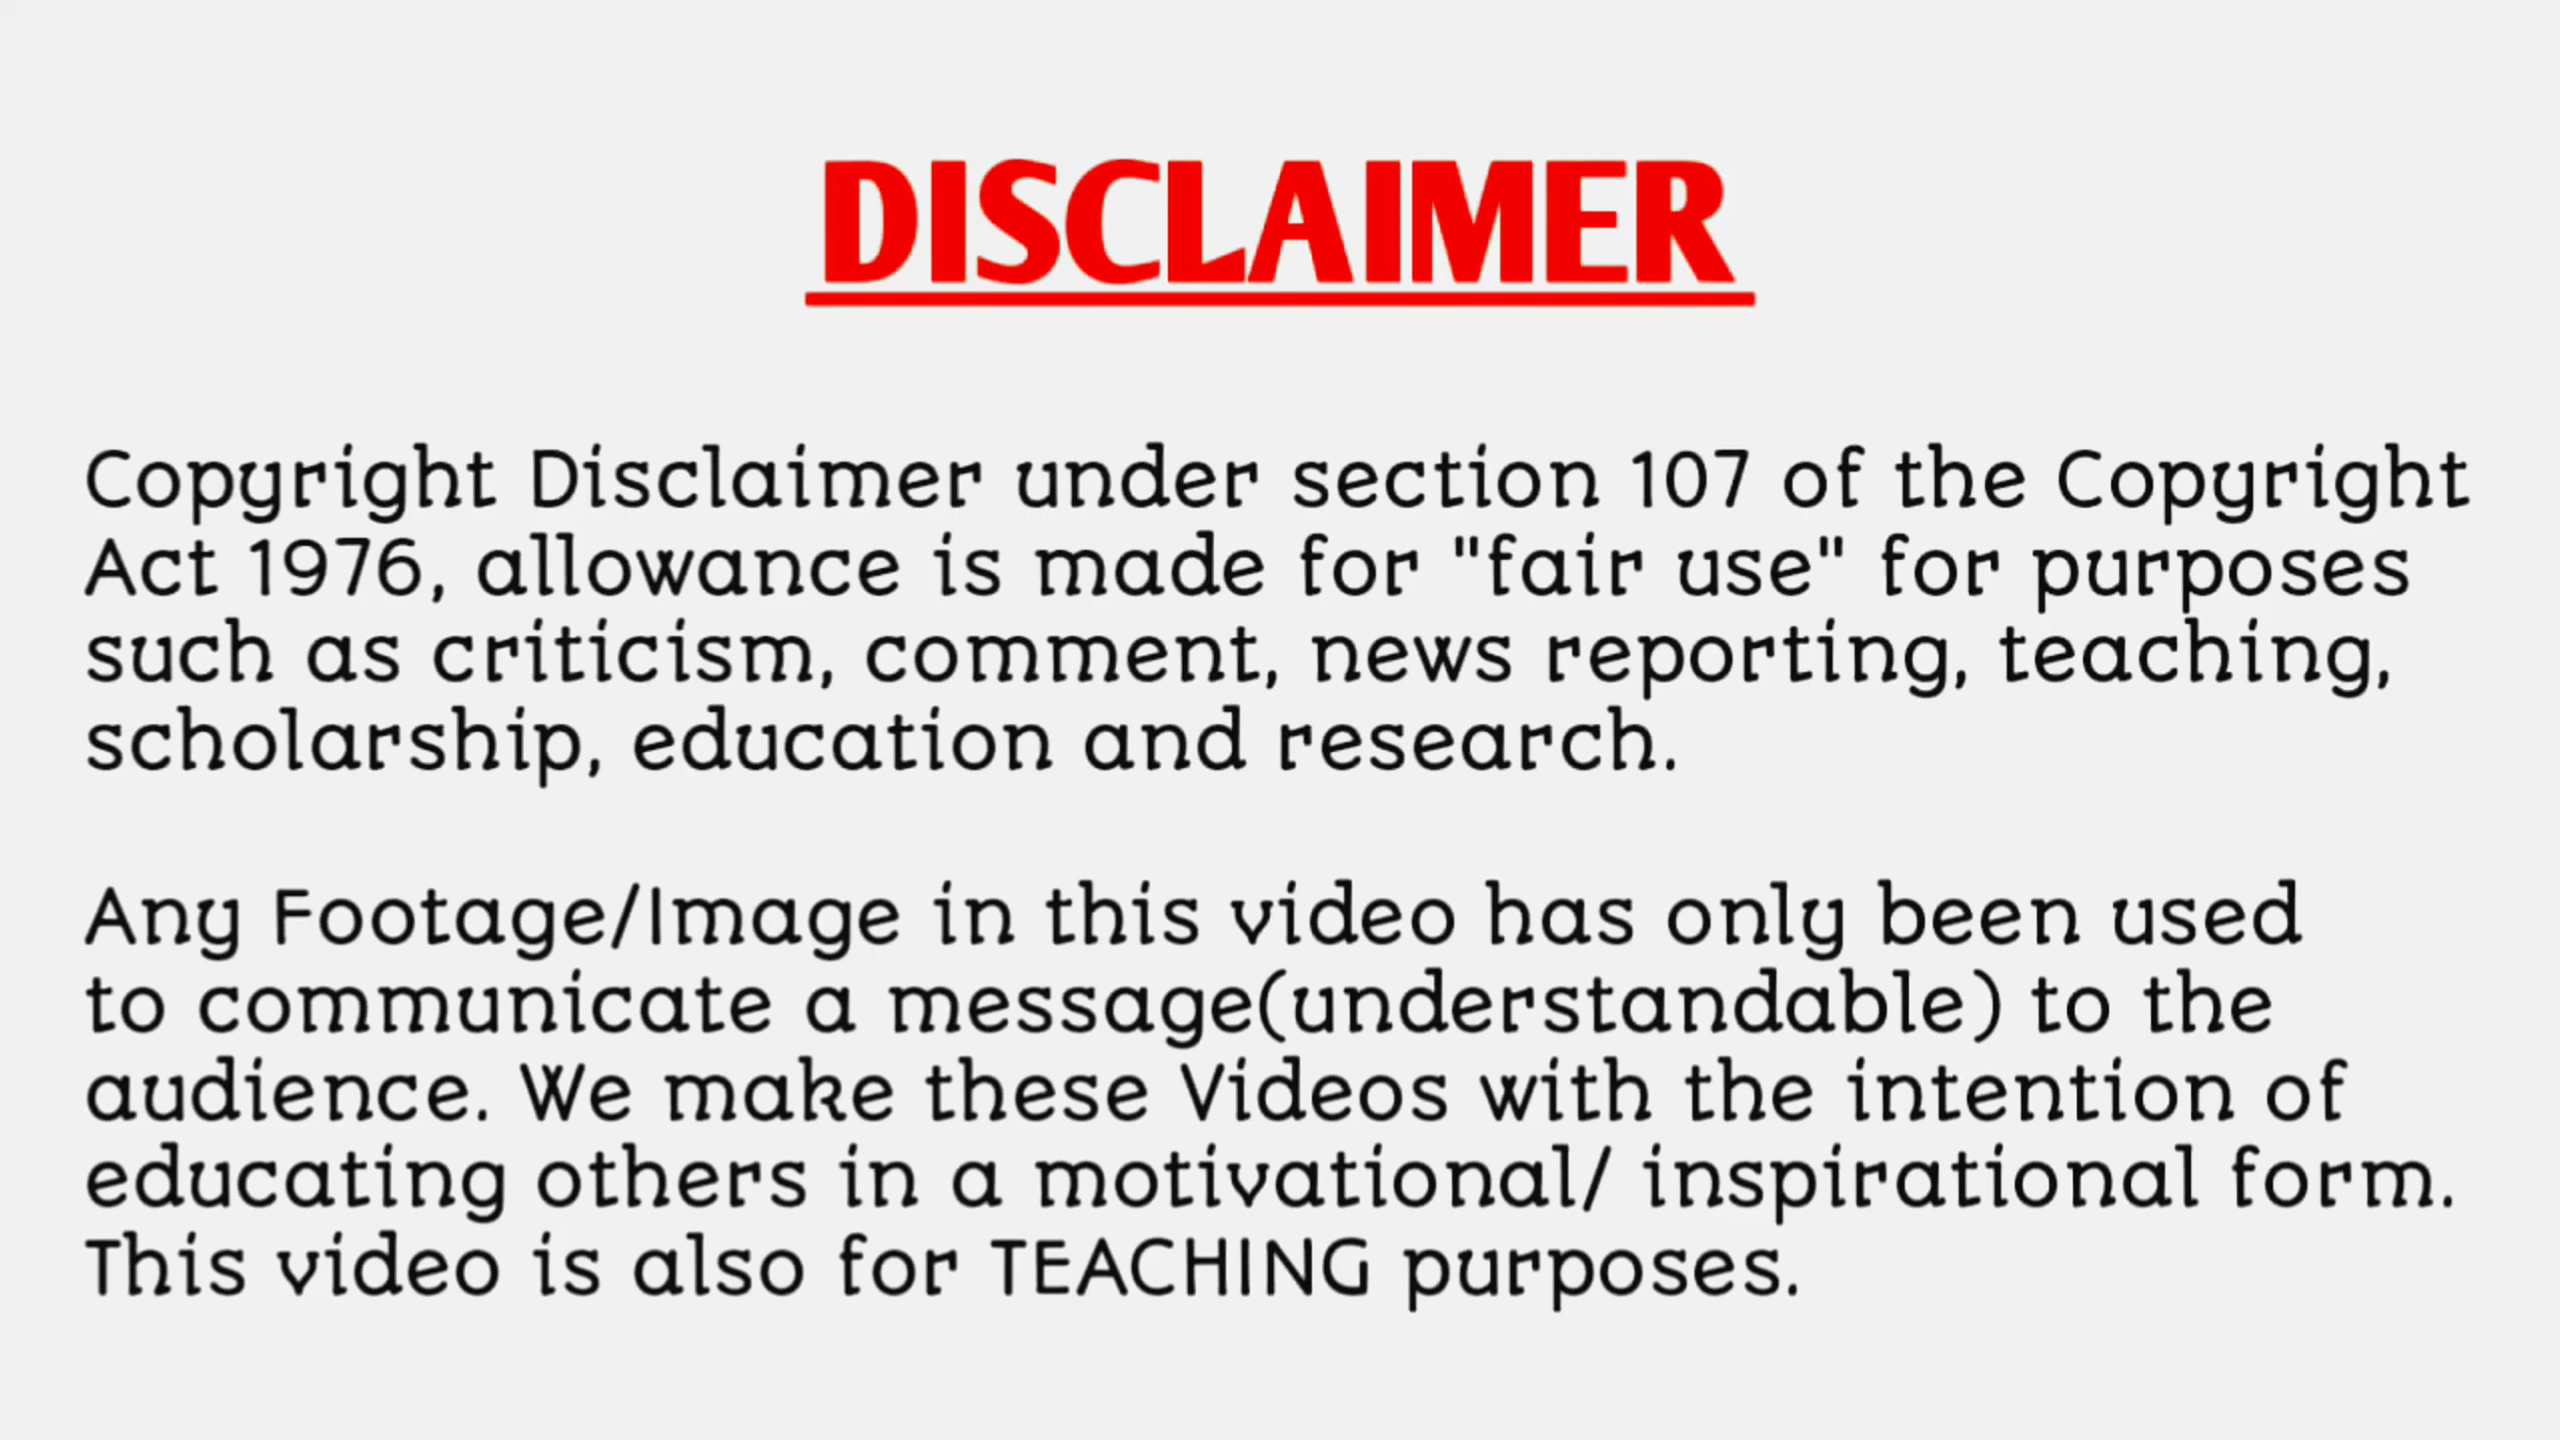 DISCLAIMER
Copyright Disclaimer under section 107 of the Copyright
Act 1976, allowance is made for "fair use" for purposes
such as criticism, comment, news reporting, teaching,
scholarship, education and research.
Any Footage/Image in this video has only been used
to communicate a message(understandable) to the
audience. We make these Videos with the intention of
educating others in a motivational/ inspirational form.
This video is also for TEACHING purposes.